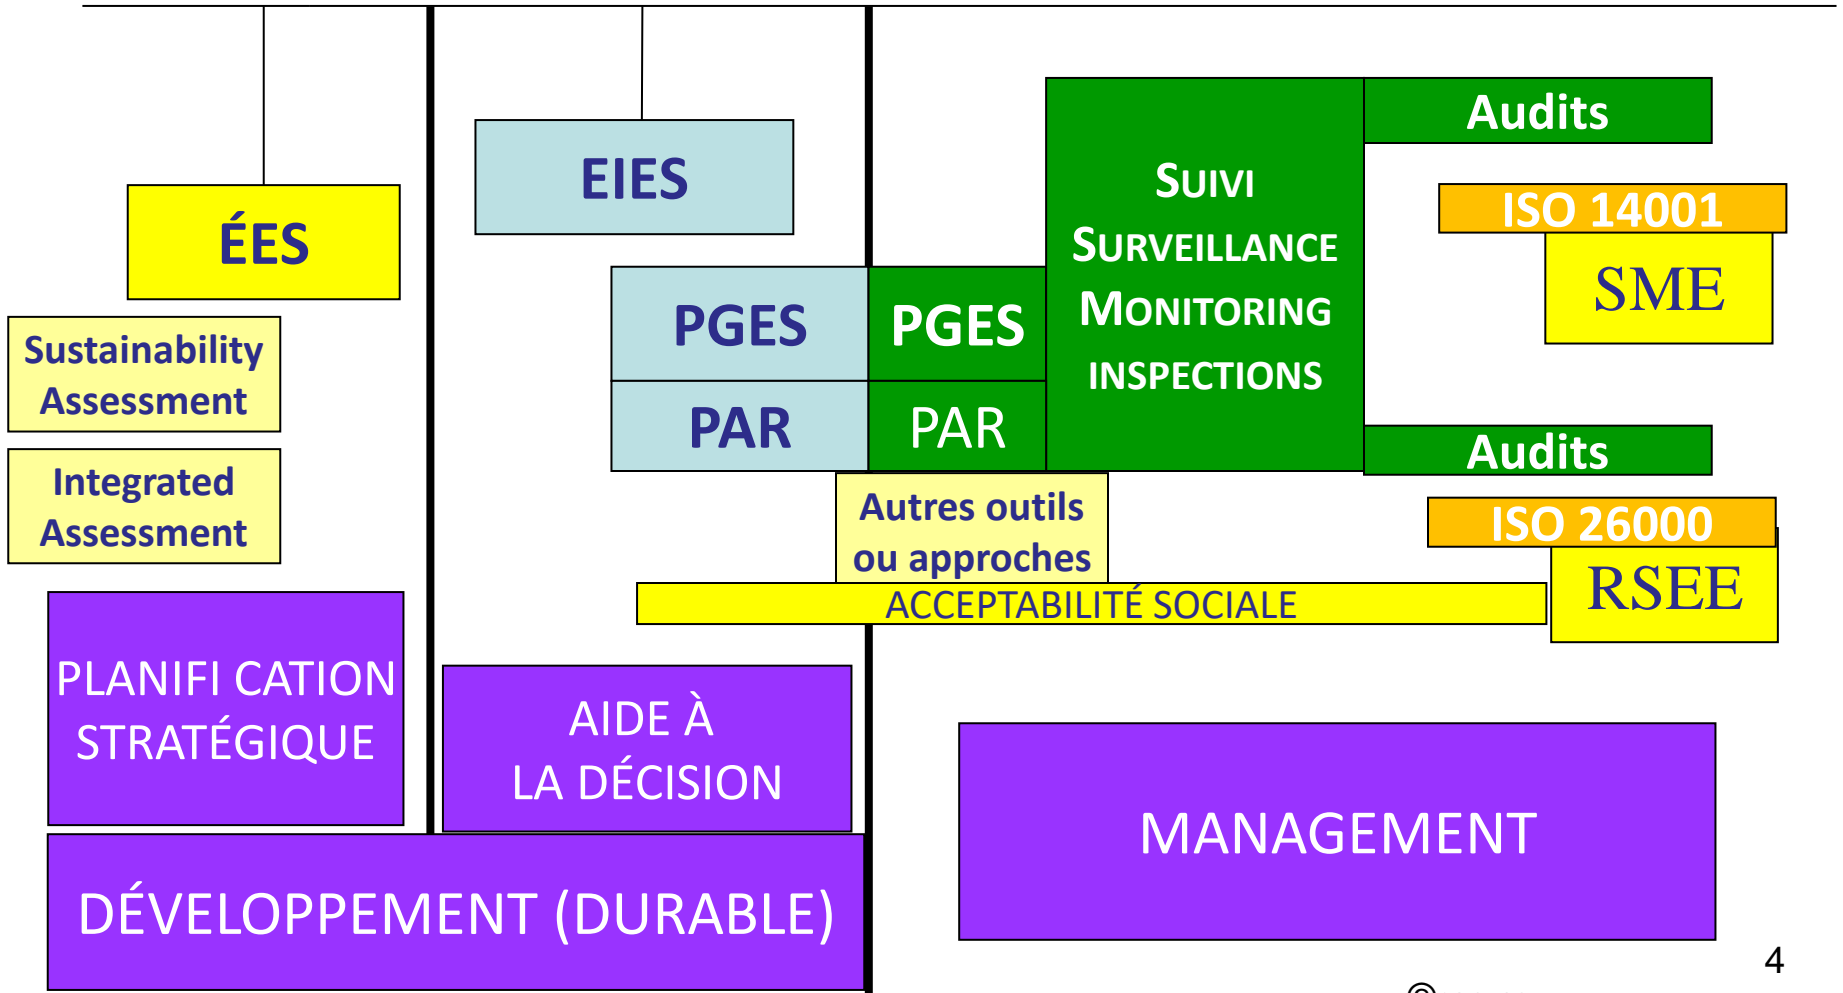 ÉES
Sustainability
Assessment
Integrated
Assessment
PLANIFI CATION
STRATÉGIQUE
EIES
PGES
PAR
AIDE À
LA DÉCISION
DÉVELOPPEMENT (DURABLE)
PGES
PAR
SUIVI
SURVEILLANCE
MONITORING
INSPECTIONS
Autres outils
ou approches
ACCEPTABILITÉ SOCIALE
Audits
ISO 14001
SME
Audits
ISO 26000
RSEE
MANAGEMENT
4